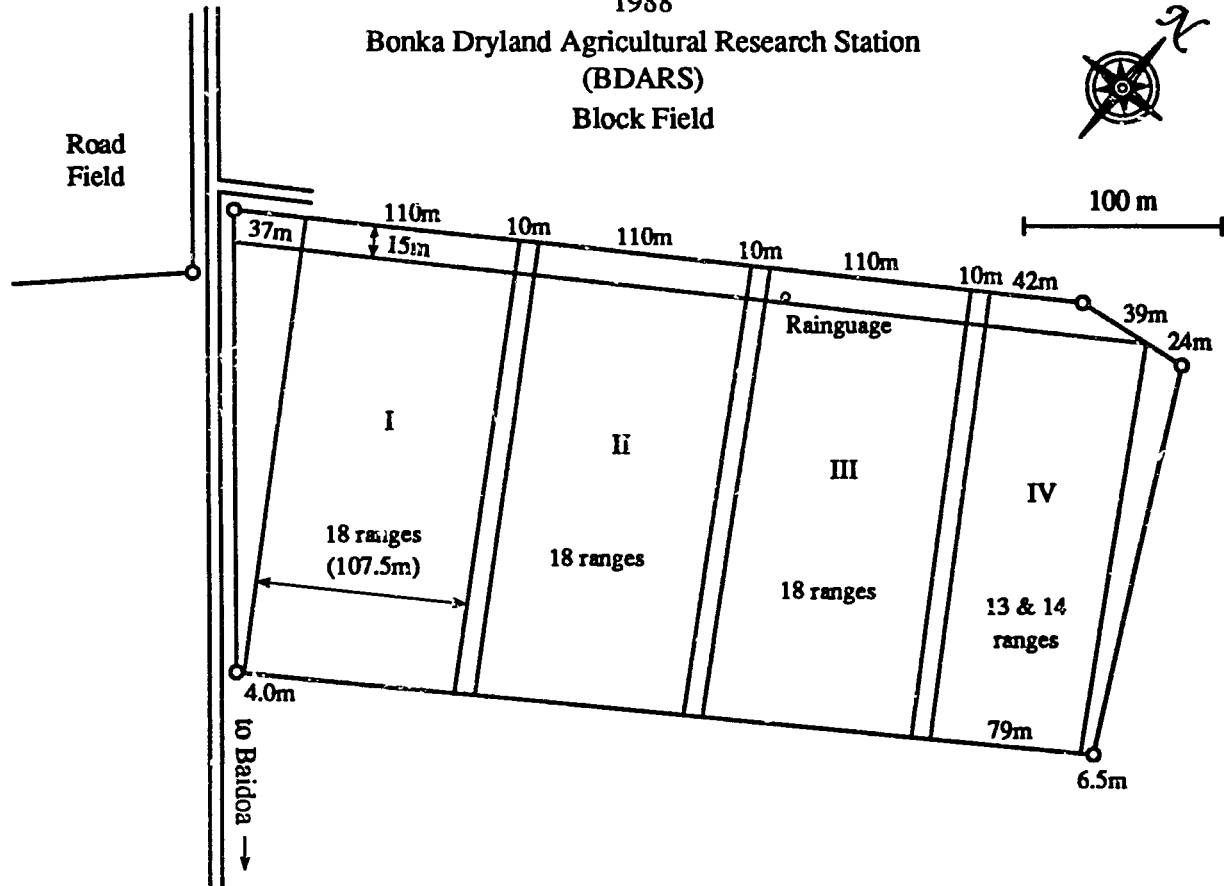 1988
Bonka Dryland Agricultural Research Station
(BDARS)
Block Field
N
Road
Field
100 m
37m
110m
15m
10m
110m
10m
110m
10m
42m
39m
24m
Rainguage
I
Ii
III
IV
18 ranges
(107.5m)
18 ranges
18 ranges
13 & 14
ranges
4.0m
79m
6.5m
to Baidoa